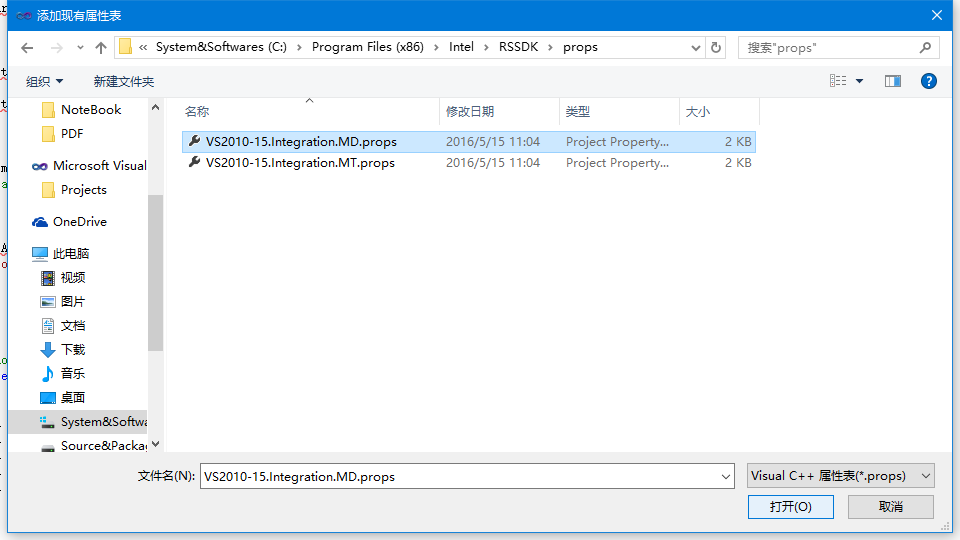 添加现有属性表
« System&Softwares (C:) › Program Files (x86) › Intel › RSSDK › props
搜索"props"
组织 新建文件夹
名称 修改日期 类型 大小
VS2010-15.Integration.MD.props 2016/5/15 11:04 Project Property... 2 KB
VS2010-15.Integration.MT.props 2016/5/15 11:04 Project Property... 2 KB
NoteBook
PDF
Microsoft Visual
Projects
OneDrive
此电脑
视频
图片
文档
下载
音乐
桌面
System&Softwa
Source&Packag
文件名(N): VS2010-15.Integration.MD.props Visual C++ 属性表(*.props)
打开(O) 取消